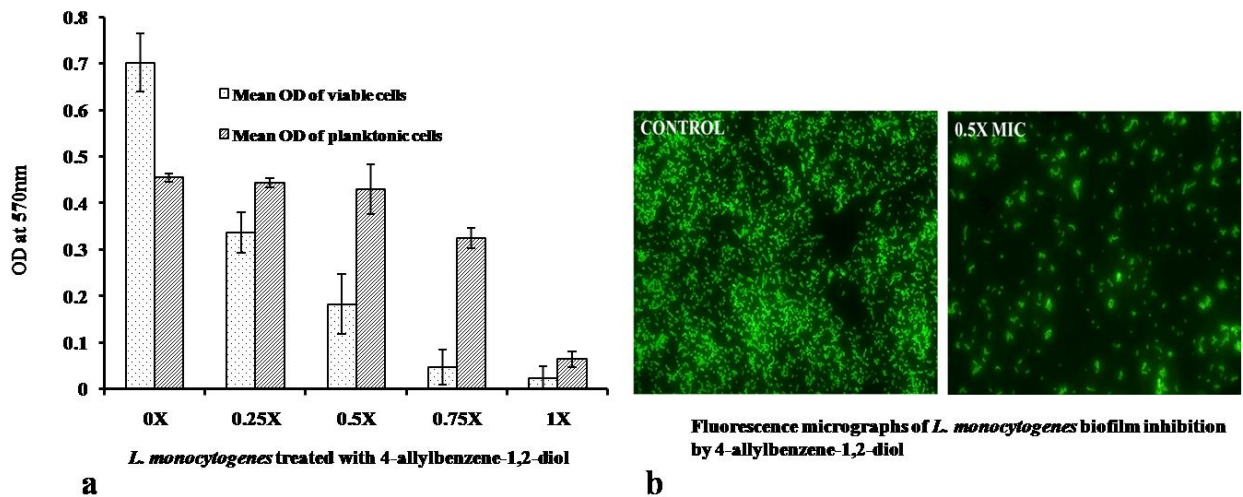 0.8
0.7
0.6
0.5
0.4
0.3
0.2
0.1
0
OD at 570nm
Mean OD of viable cells
Mean OD of planktonic cells
0X 0.25X 0.5X 0.75X 1X
L. monocytogenes treated with 4-allylbenzene-1,2-diol
a
CONTROL
0.5X MIC
Fluorescence micrographs of L. monocytogenes biofilm inhibition
by 4-allylbenzene-1,2-diol
b